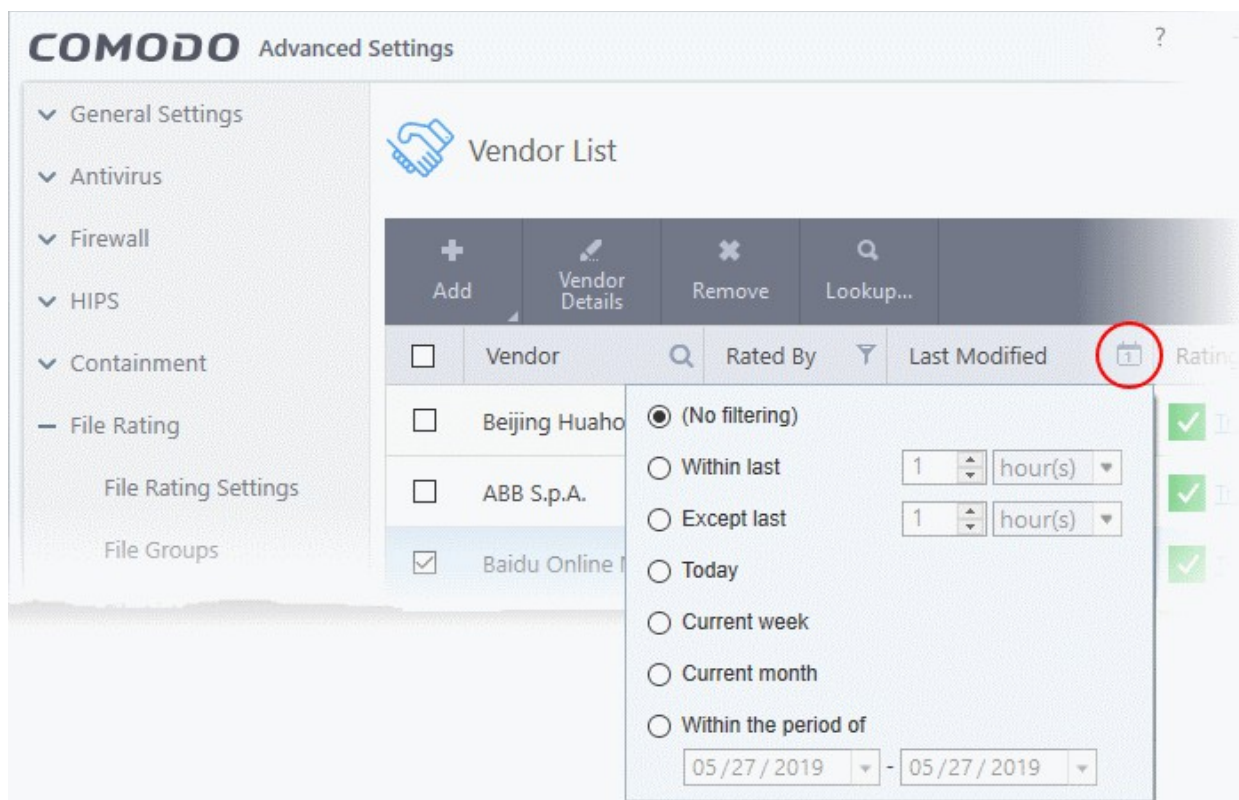 COMODO Advanced Settings ?
General Settings
Antivirus
Firewall
HIPS
Containment
File Rating
File Rating Settings
File Groups
Vendor List
Add
Vendor Details
Remove
Lookup...
Vendor Rated By Last Modified 1 Rating
Beijing Huaho
ABB S.p.A.
Baidu Online
(No filtering)
Within last 1 hour(s)
Except last 1 hour(s)
Today
Current week
Current month
Within the period of
05/27/2019 - 05/27/2019